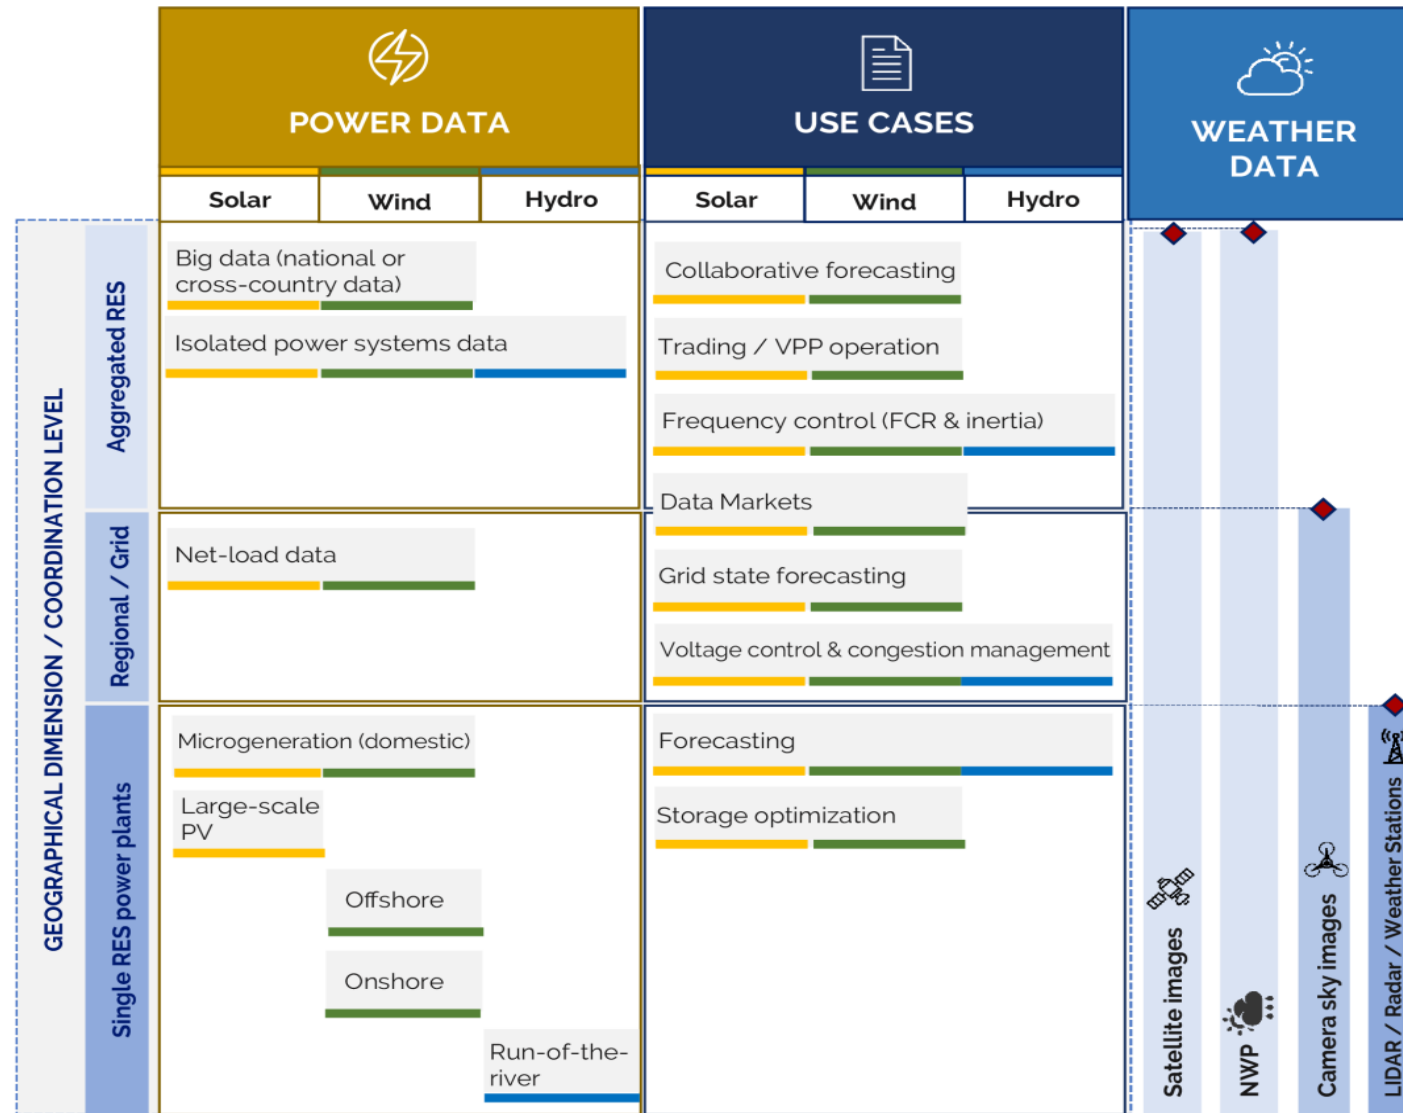 POWER DATA
USE CASES
WEATHER
DATA
Solar
Wind
Hydro
Solar
Wind
Hydro
GEOGRAPHICAL DIMENSION / COORDINATION LEVEL
Aggregated RES
Big data (national or
cross-country data)
Isolated power systems data
Collaborative forecasting
Trading / VPP operation
Frequency control (FCR & inertia)
Data Markets
Regional / Grid
Net-load data
Grid state forecasting
Voltage control & congestion management
Single RES power plants
Microgeneration (domestic)
Large-scale
PV
Offshore
Onshore
Run-of-the-
river
Forecasting
Storage optimization
Satellite images
NWP
Camera sky images
LIDAR / Radar / Weather Stations